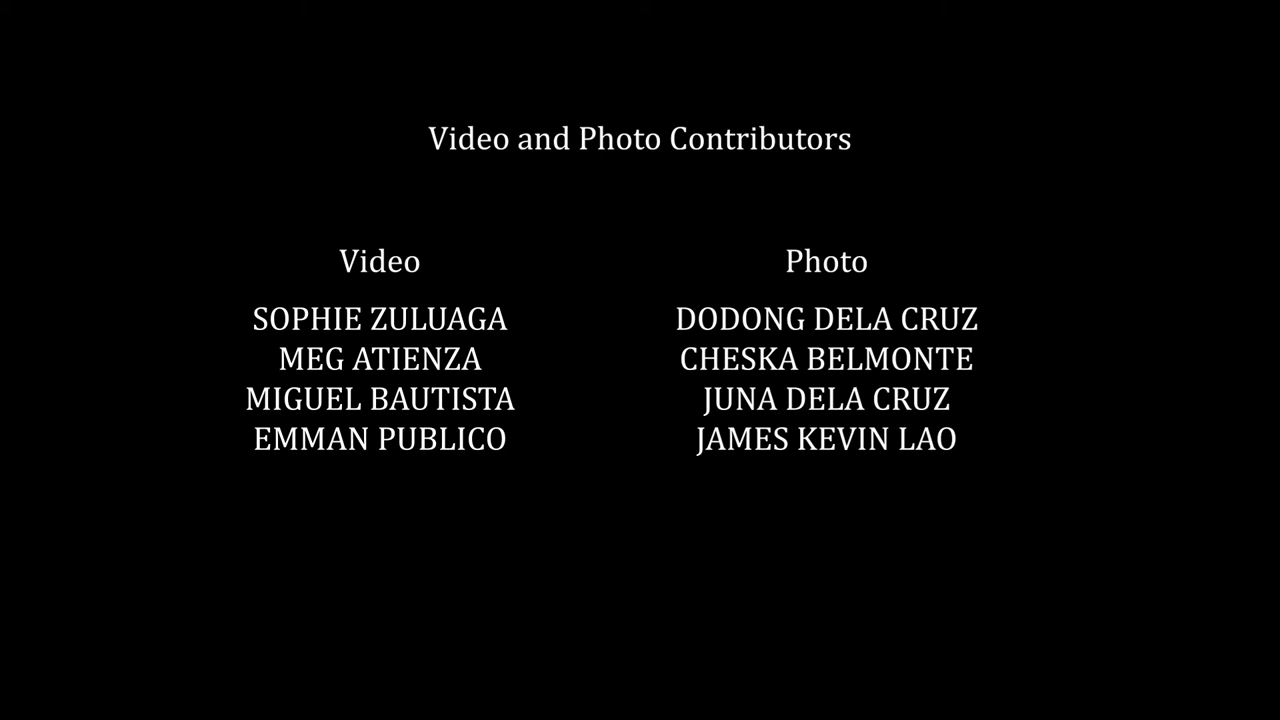 Video and Photo Contributors
Video
SOPHIE ZULUAGA
MEG ATIENZA
MIGUEL BAUTISTA
EMMAN PUBLICO
Photo
DODONG DELA CRUZ
CHESKA BELMONTE
JUNA DELA CRUZ
JAMES KEVIN LAO